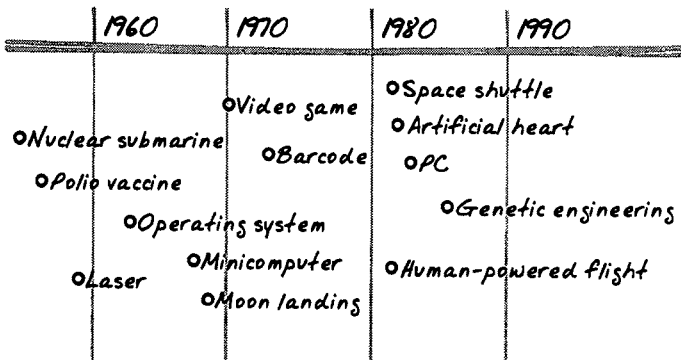 1960 1970 1980 1990
Space shuttle
Video game
Artificial heart
Nuclear submarine
Barcode
PC
Polio vaccine
Genetic engineering
Operating system
Minicomputer
Human-powered flight
Laser
Moon landing